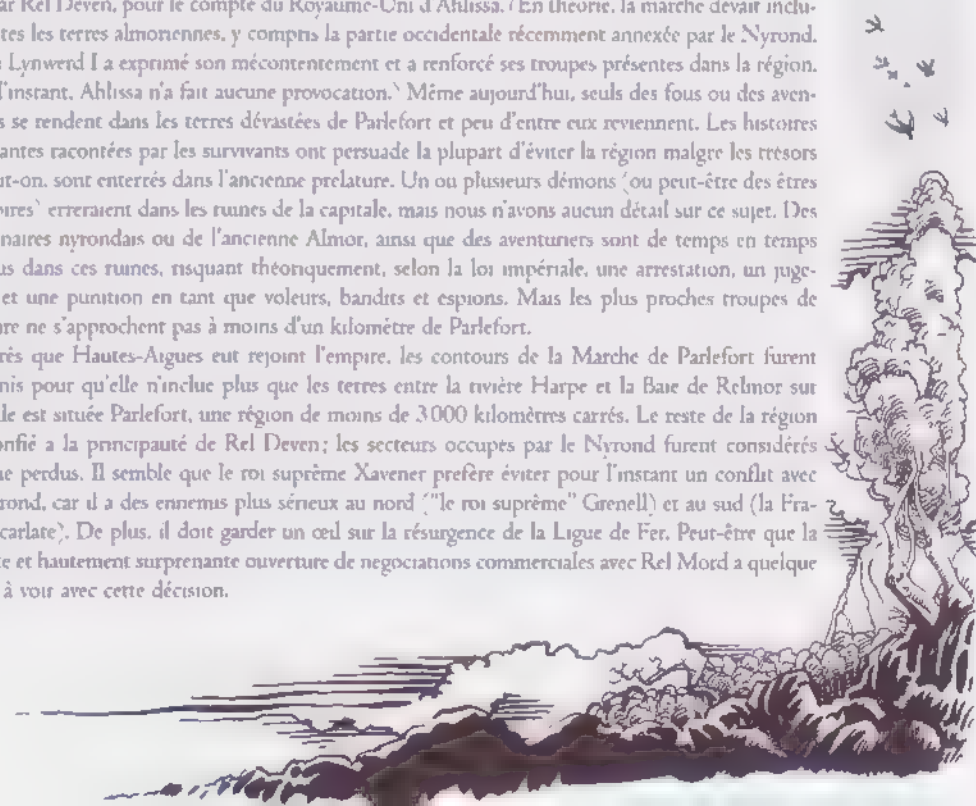 ar Rel Deven, pour le compte du Royaume-Uni d'Ahlissa. (En théorie, la marche devait inclu-
tes les terres almoriennes, y compris la partie occidentale récemment annexée par le Nyrond.
Lynwerd I a exprimé son mécontentement et a renforcé ses troupes présentes dans la région.
l'instant, Ahlissa n'a fait aucune provocation.) Même aujourd'hui, seuls des fous ou des aven-
s se rendent dans les terres dévastées de Parlefort et peu d'entre eux reviennent. Les histoires
antes racontées par les survivants ont persuadé la plupart d'éviter la région malgré les trésors
ut-on, sont enterrés dans l'ancienne prélature. Un ou plusieurs démons (ou peut-être des êtres
oires) erreraient dans les ruines de la capitale, mais nous n'avons aucun détail sur ce sujet. Des
naires nyrondais ou de l'ancienne Almor, ainsi que des aventuriers sont de temps en temps
us dans ces ruines, risquant théoriquement, selon la loi impériale, une arrestation, un juge-
et une punition en tant que voleurs, bandits et espions. Mais les plus proches troupes de
re ne s'approchent pas à moins d'un kilomètre de Parlefort.
rès que Hautes-Aigues eut rejoint l'empire, les contours de la Marche de Parlefort furent
nis pour qu'elle n'inclue plus que les terres entre la rivière Harpe et la Baie de Relmor sur
le est située Parlefort, une région de moins de 3 000 kilomètres carrés. Le reste de la région
onfié à la principauté de Rel Deven; les secteurs occupés par le Nyrond furent considérés
ne perdus. Il semble que le roi suprême Xavener préfère éviter pour l'instant un conflit avec
rond, car il a des ennemis plus sérieux au nord ("le roi suprême" Grenell) et au sud (la Fra-
carlate). De plus, il doit garder un œil sur la résurgence de la Ligue de Fer. Peut-être que la
te et hautement surprenante ouverture de négociations commerciales avec Rel Mord a quelque
à voir avec cette décision.